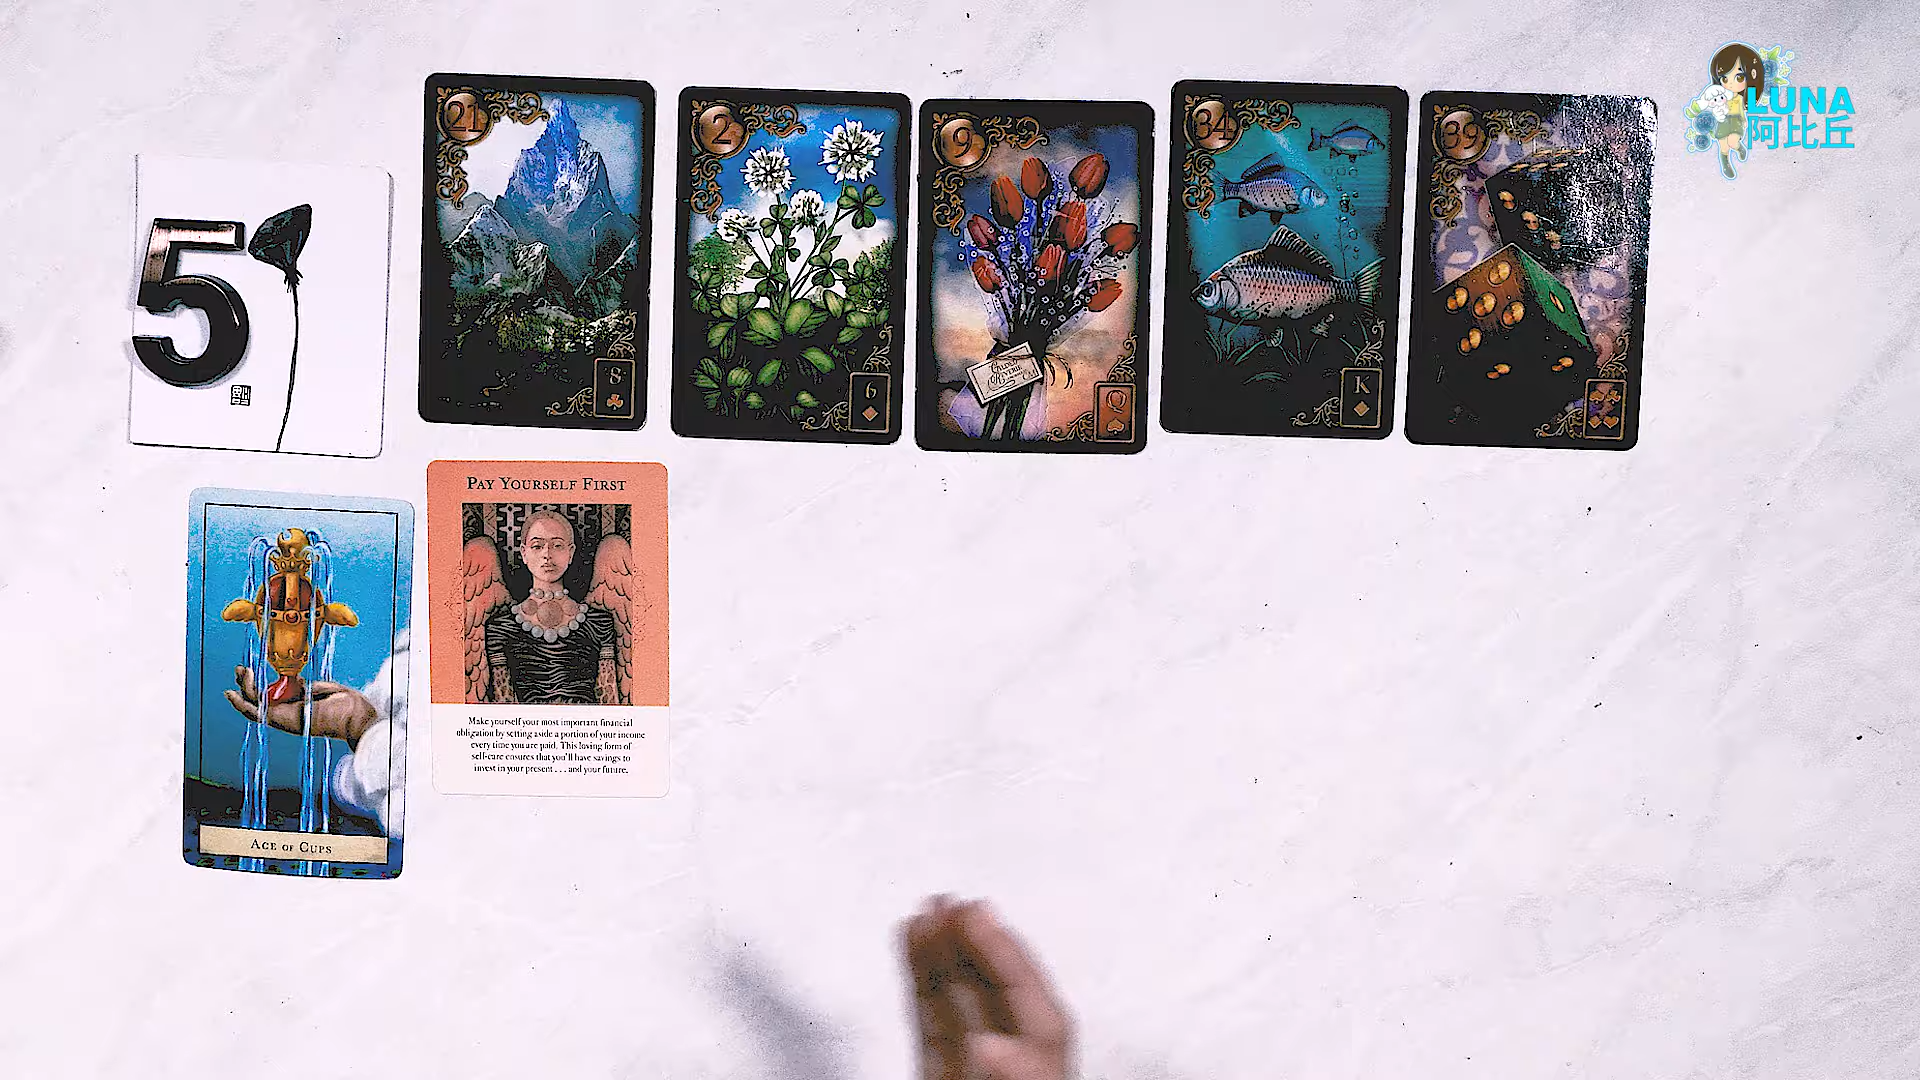 LUNA
阿比丘
5
21
8
2
6
9
Q
34
K
39
PAY YOURSELF FIRST
Make yourself your most important financial
obligation by setting aside a portion of your income
every time you are paid. This loving form of
self-care ensures that you'll have savings to
invest in your present . . . and your future.
ACE OF CUPS